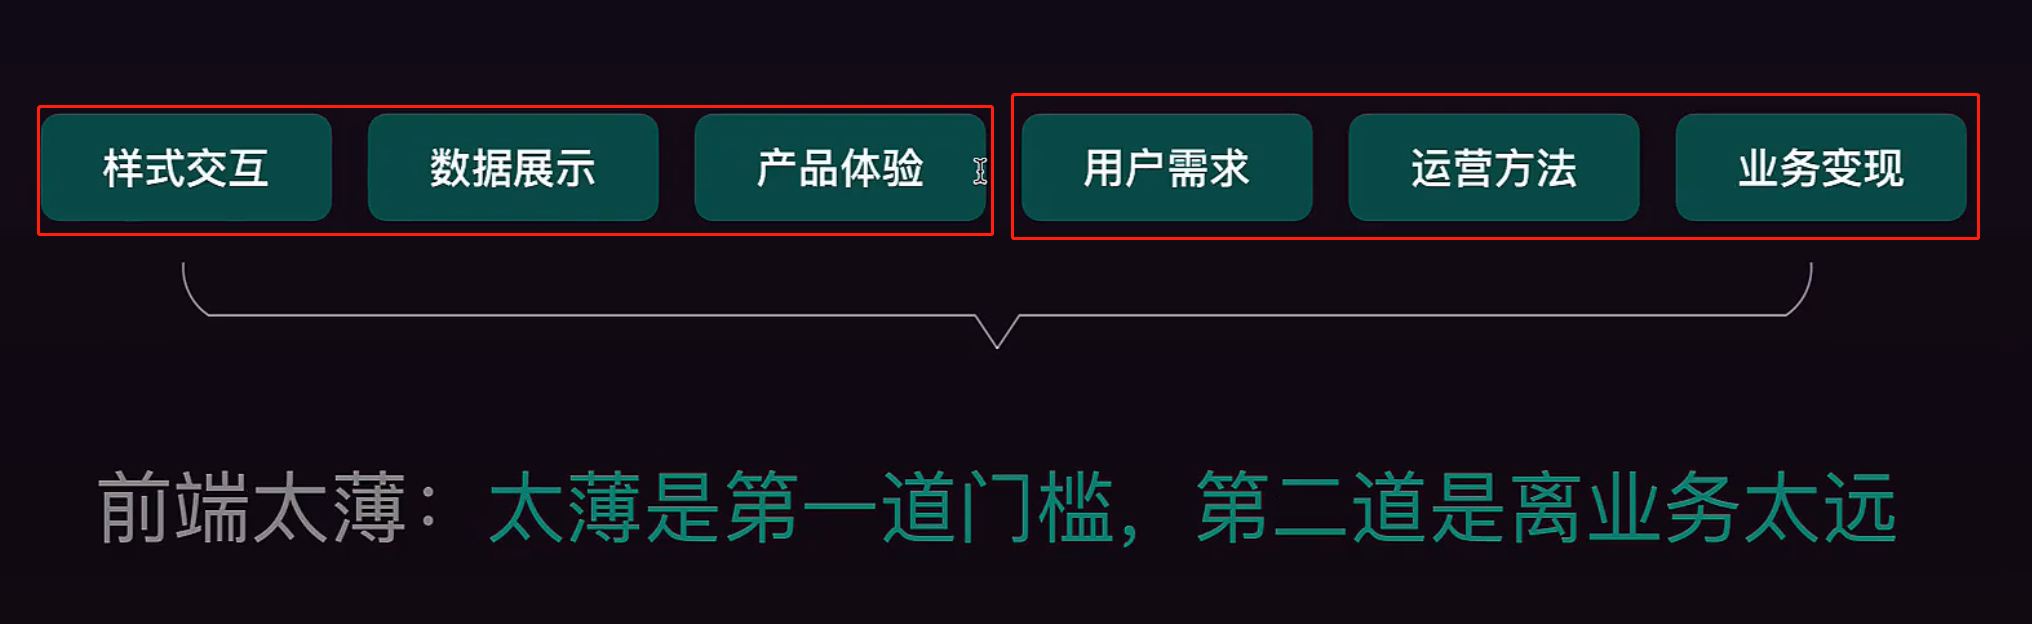 样式交互 数据展示 产品体验 用户需求 运营方法 业务变现
前端太薄：太薄是第一道门槛，第二道是离业务太远